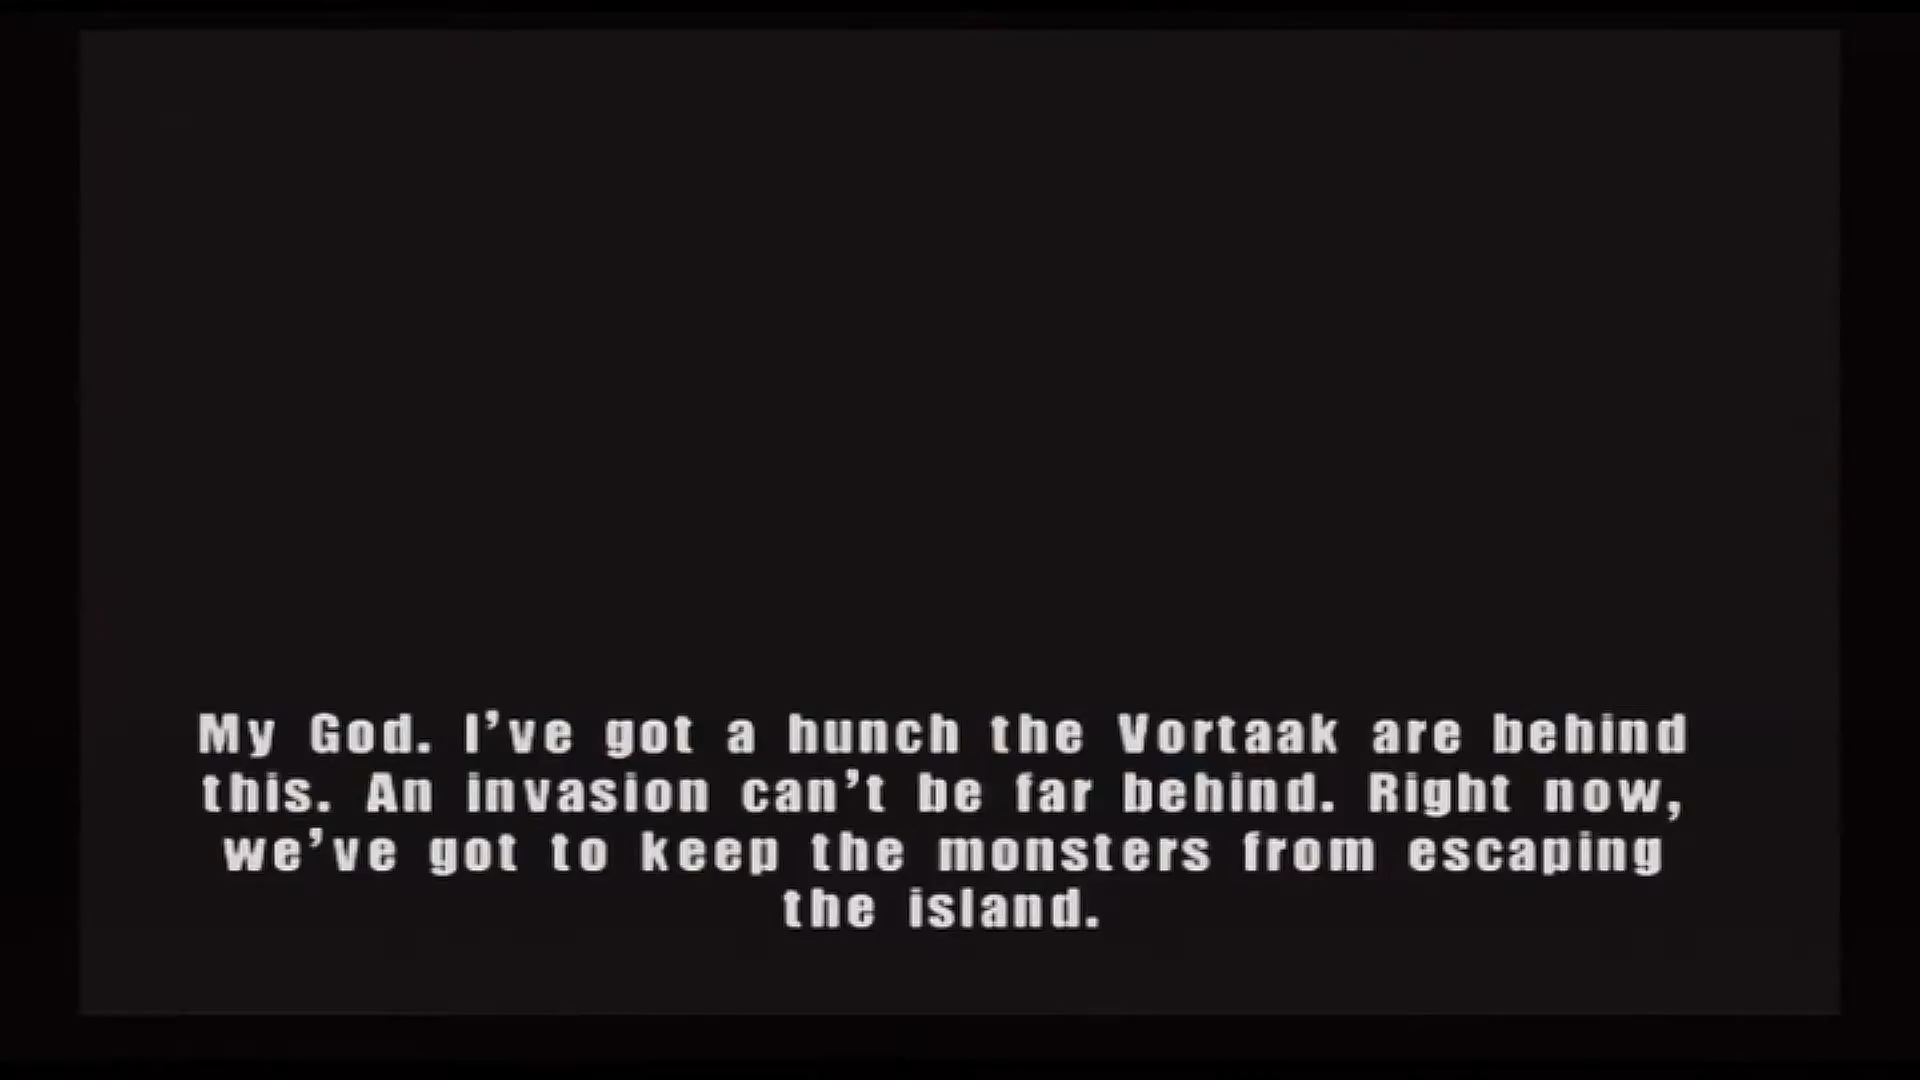 My God. I've got a hunch the Vortaak are behind
this. An invasion can't be far behind. Right now,
we've got to keep the monsters from escaping
the island.